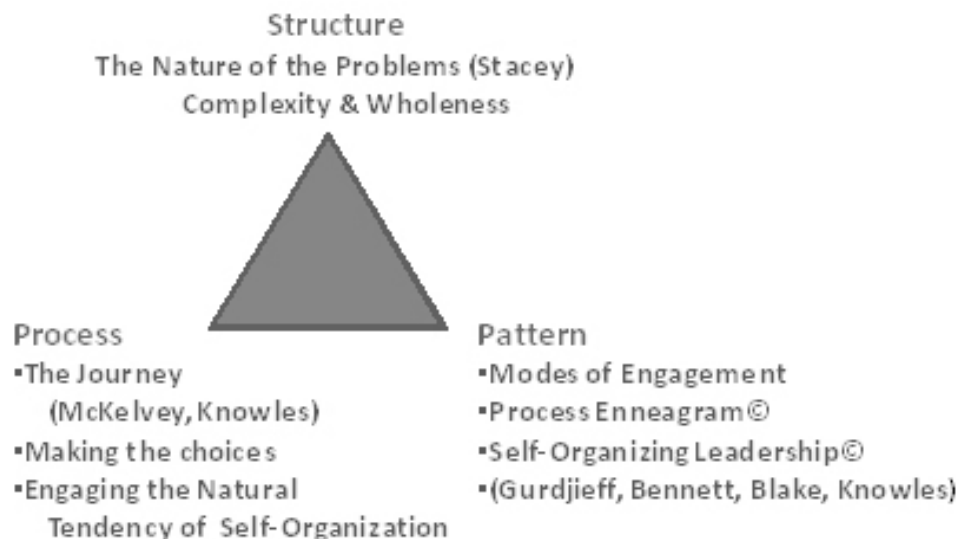 Structure
The Nature of the Problems (Stacey)
Complexity & Wholeness
Process
▪The Journey
(McKelvey, Knowles)
▪Making the choices
▪Engaging the Natural
Tendency of Self-Organization
Pattern
▪Modes of Engagement
▪Process Enneagram©
▪Self-Organizing Leadership©
▪(Gurdjieff, Bennett, Blake, Knowles)